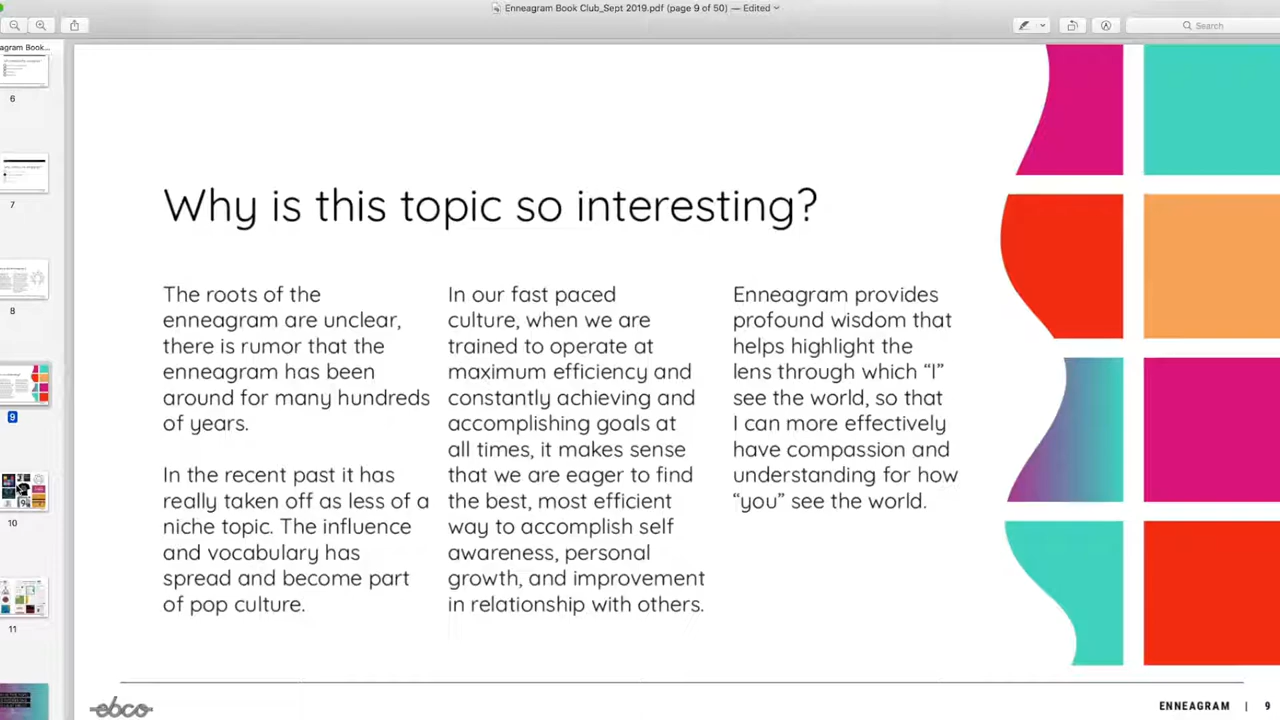 Enneagram Book Club_Sept 2019.pdf (page 9 of 50) — Edited
Search
agram Book...
6
7
8
9
10
11
Why is this topic so interesting?
The roots of the
enneagram are unclear,
there is rumor that the
enneagram has been
around for many hundreds
of years.
In the recent past it has
really taken off as less of a
niche topic. The influence
and vocabulary has
spread and become part
of pop culture.
In our fast paced
culture, when we are
trained to operate at
maximum efficiency and
constantly achieving and
accomplishing goals at
all times, it makes sense
that we are eager to find
the best, most efficient
way to accomplish self
awareness, personal
growth, and improvement
in relationship with others.
Enneagram provides
profound wisdom that
helps highlight the
lens through which “I”
see the world, so that
I can more effectively
have compassion and
understanding for how
“you” see the world.
ebco
ENNEAGRAM | 9